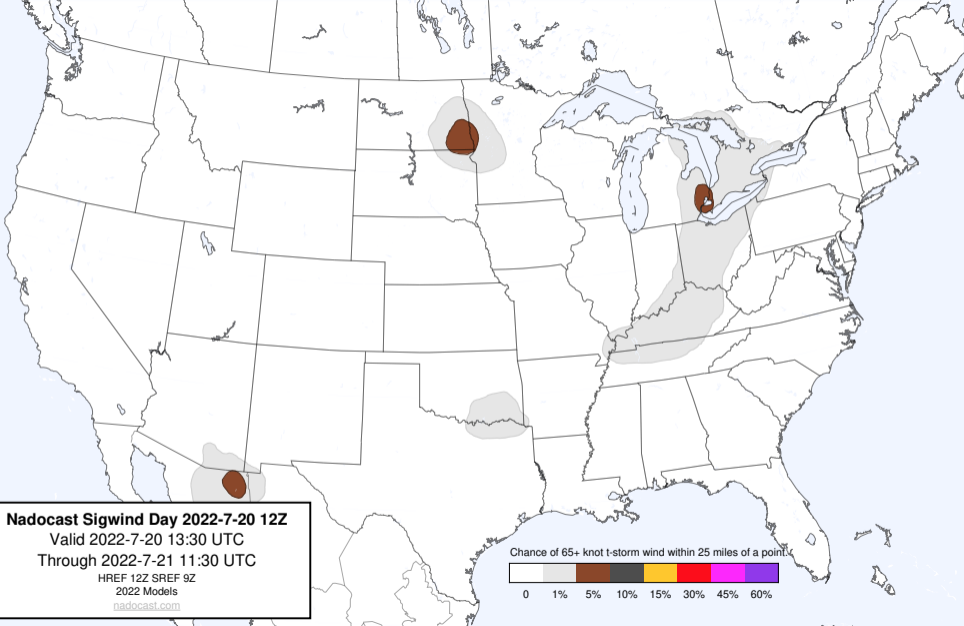 Nadocast Sigwind Day 2022-7-20 12Z
Valid 2022-7-20 13:30 UTC
Through 2022-7-21 11:30 UTC
HREF 12Z SREF 9Z
2022 Models
nadocast.com
Chance of 65+ knot t-storm wind within 25 miles of a point.
0 1% 5% 10% 15% 30% 45% 60%